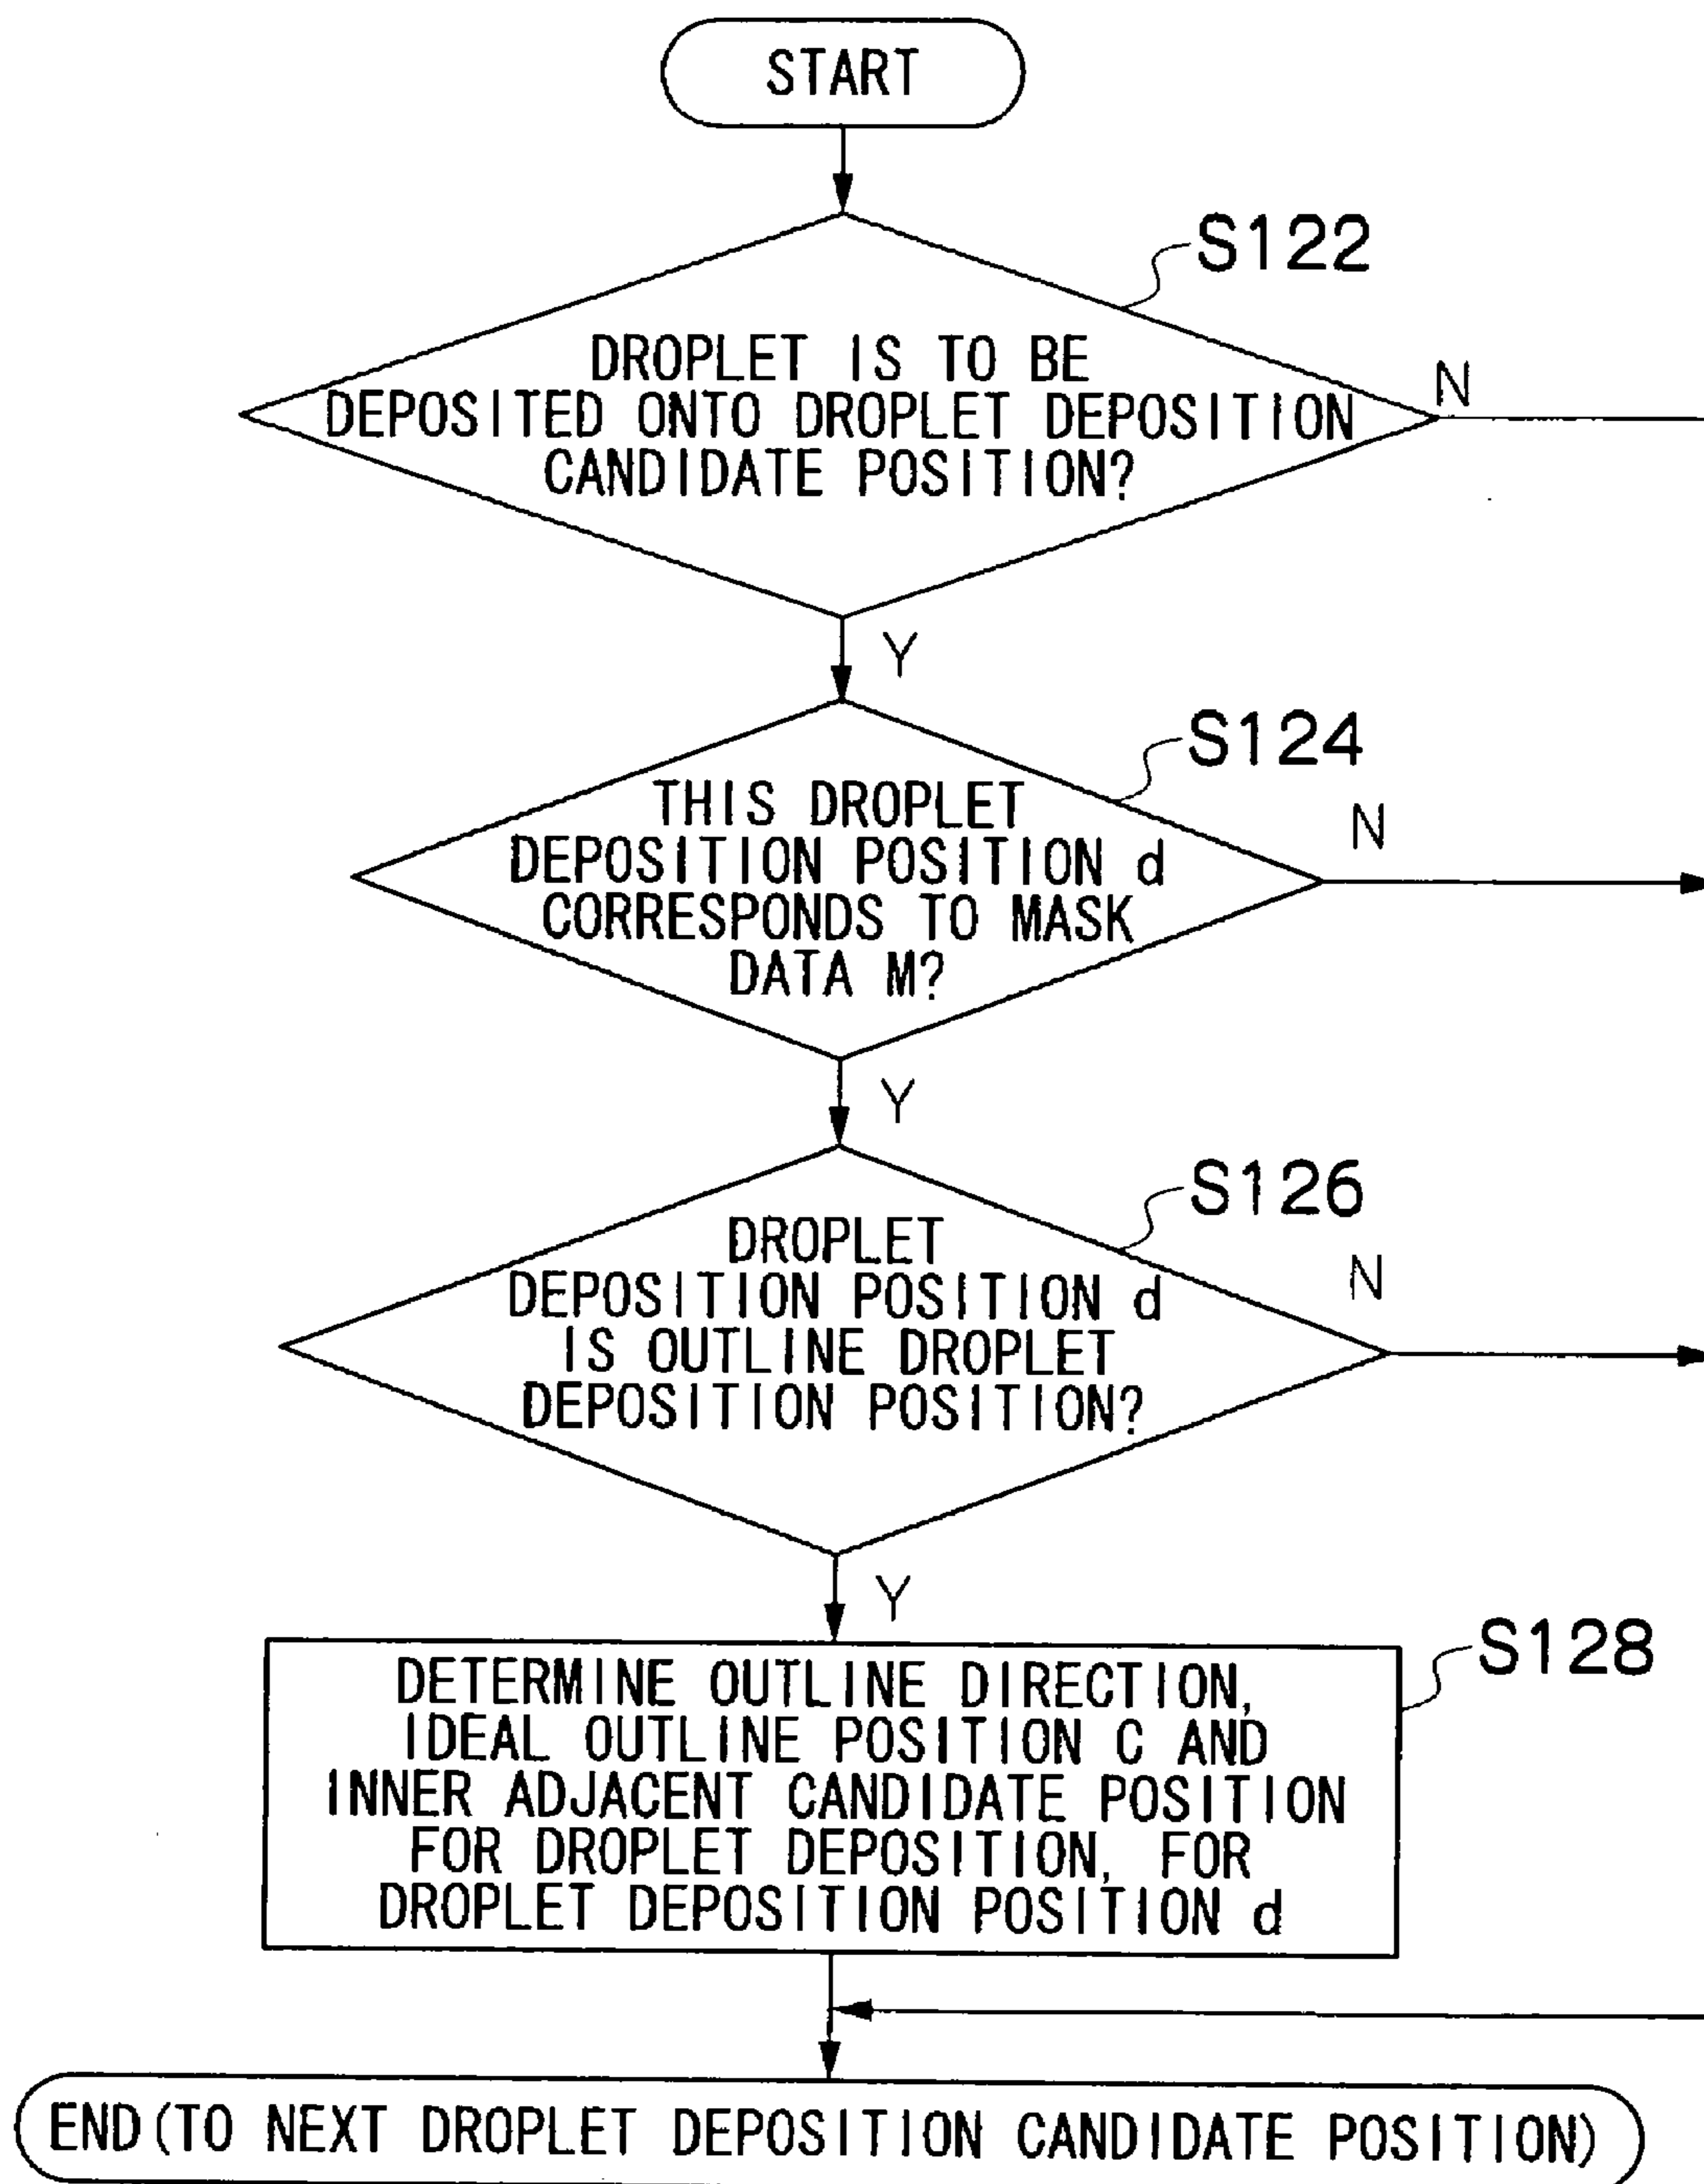 START
S122
DROPLET IS TO BE
DEPOSITED ONTO DROPLET DEPOSITION
CANDIDATE POSITION?
N
Y
S124
THIS DROPLET
DEPOSITION POSITION d
CORRESPONDS TO MASK
DATA M?
N
Y
S126
DROPLET
DEPOSITION POSITION d
IS OUTLINE DROPLET
DEPOSITION POSITION?
N
Y
S128
DETERMINE OUTLINE DIRECTION,
IDEAL OUTLINE POSITION C AND
INNER ADJACENT CANDIDATE POSITION
FOR DROPLET DEPOSITION, FOR
DROPLET DEPOSITION POSITION d
END(TO NEXT DROPLET DEPOSITION CANDIDATE POSITION)